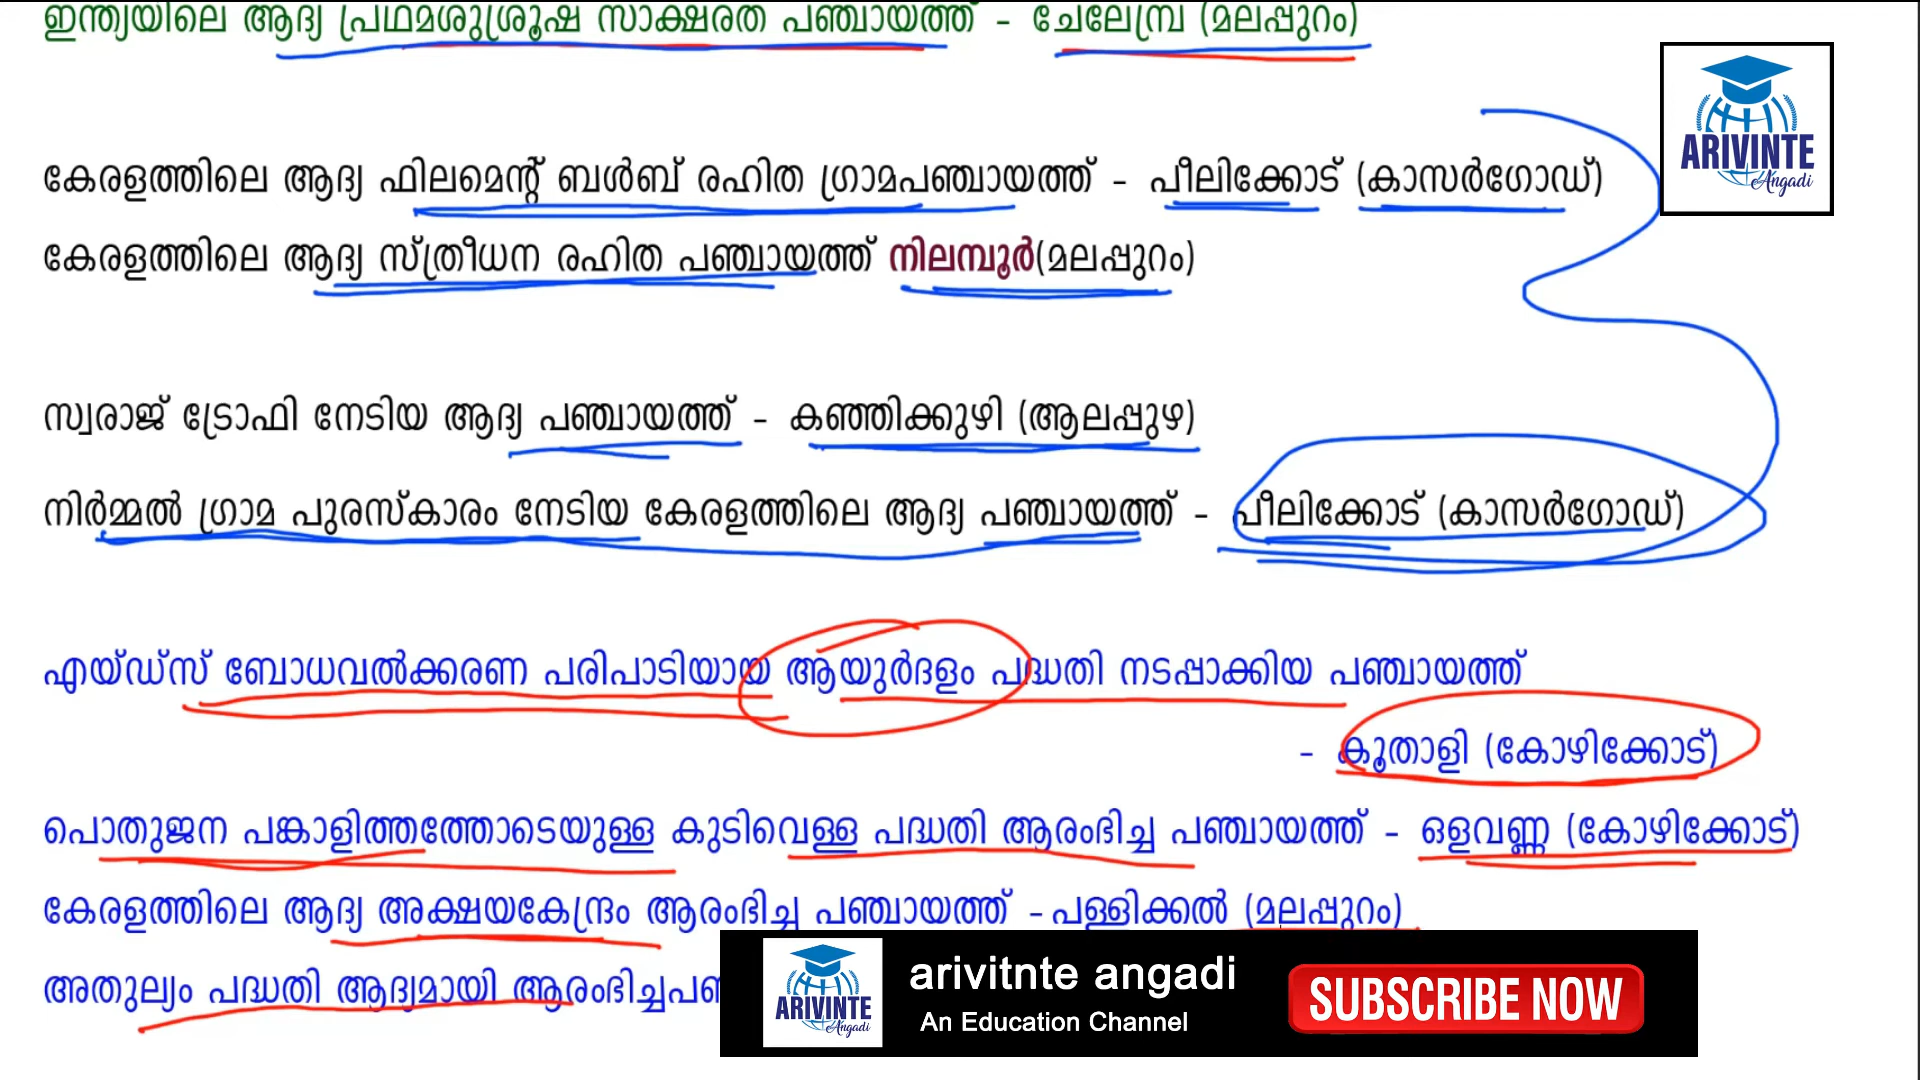 ഇന്ത്യയിലെ ആദ്യ പ്രഥമശുശ്രൂഷ സാക്ഷരത പഞ്ചായത്ത് - ചേലേമ്പ്ര (മലപ്പുറം)
ARIVINTE
Angadi
കേരളത്തിലെ ആദ്യ ഫിലമെന്റ് ബൾബ് രഹിത ഗ്രാമപഞ്ചായത്ത് - പീലിക്കോട് (കാസർഗോഡ്)
കേരളത്തിലെ ആദ്യ സ്ത്രീധന രഹിത പഞ്ചായത്ത് നിലമ്പൂർ(മലപ്പുറം)
സ്വരാജ് ട്രോഫി നേടിയ ആദ്യ പഞ്ചായത്ത് - കഞ്ഞിക്കുഴി (ആലപ്പുഴ)
നിർമ്മൽ ഗ്രാമ പുരസ്കാരം നേടിയ കേരളത്തിലെ ആദ്യ പഞ്ചായത്ത് - പീലിക്കോട് (കാസർഗോഡ്)
എയ്ഡ്സ് ബോധവൽക്കരണ പരിപാടിയായ ആയുർദളം പദ്ധതി നടപ്പാക്കിയ പഞ്ചായത്ത്
- കൂതാളി (കോഴിക്കോട്)
പൊതുജന പങ്കാളിത്തത്തോടെയുള്ള കുടിവെള്ള പദ്ധതി ആരംഭിച്ച പഞ്ചായത്ത് - ഒളവണ്ണ (കോഴിക്കോട്)
കേരളത്തിലെ ആദ്യ അക്ഷയകേന്ദ്രം ആരംഭിച്ച പഞ്ചായത്ത് -പള്ളിക്കൽ (മലപ്പുറം)
അതുല്യം പദ്ധതി ആദ്യമായി
ARIVINTE
Angadi
arivitnte angadi
An Education Channel
SUBSCRIBE NOW